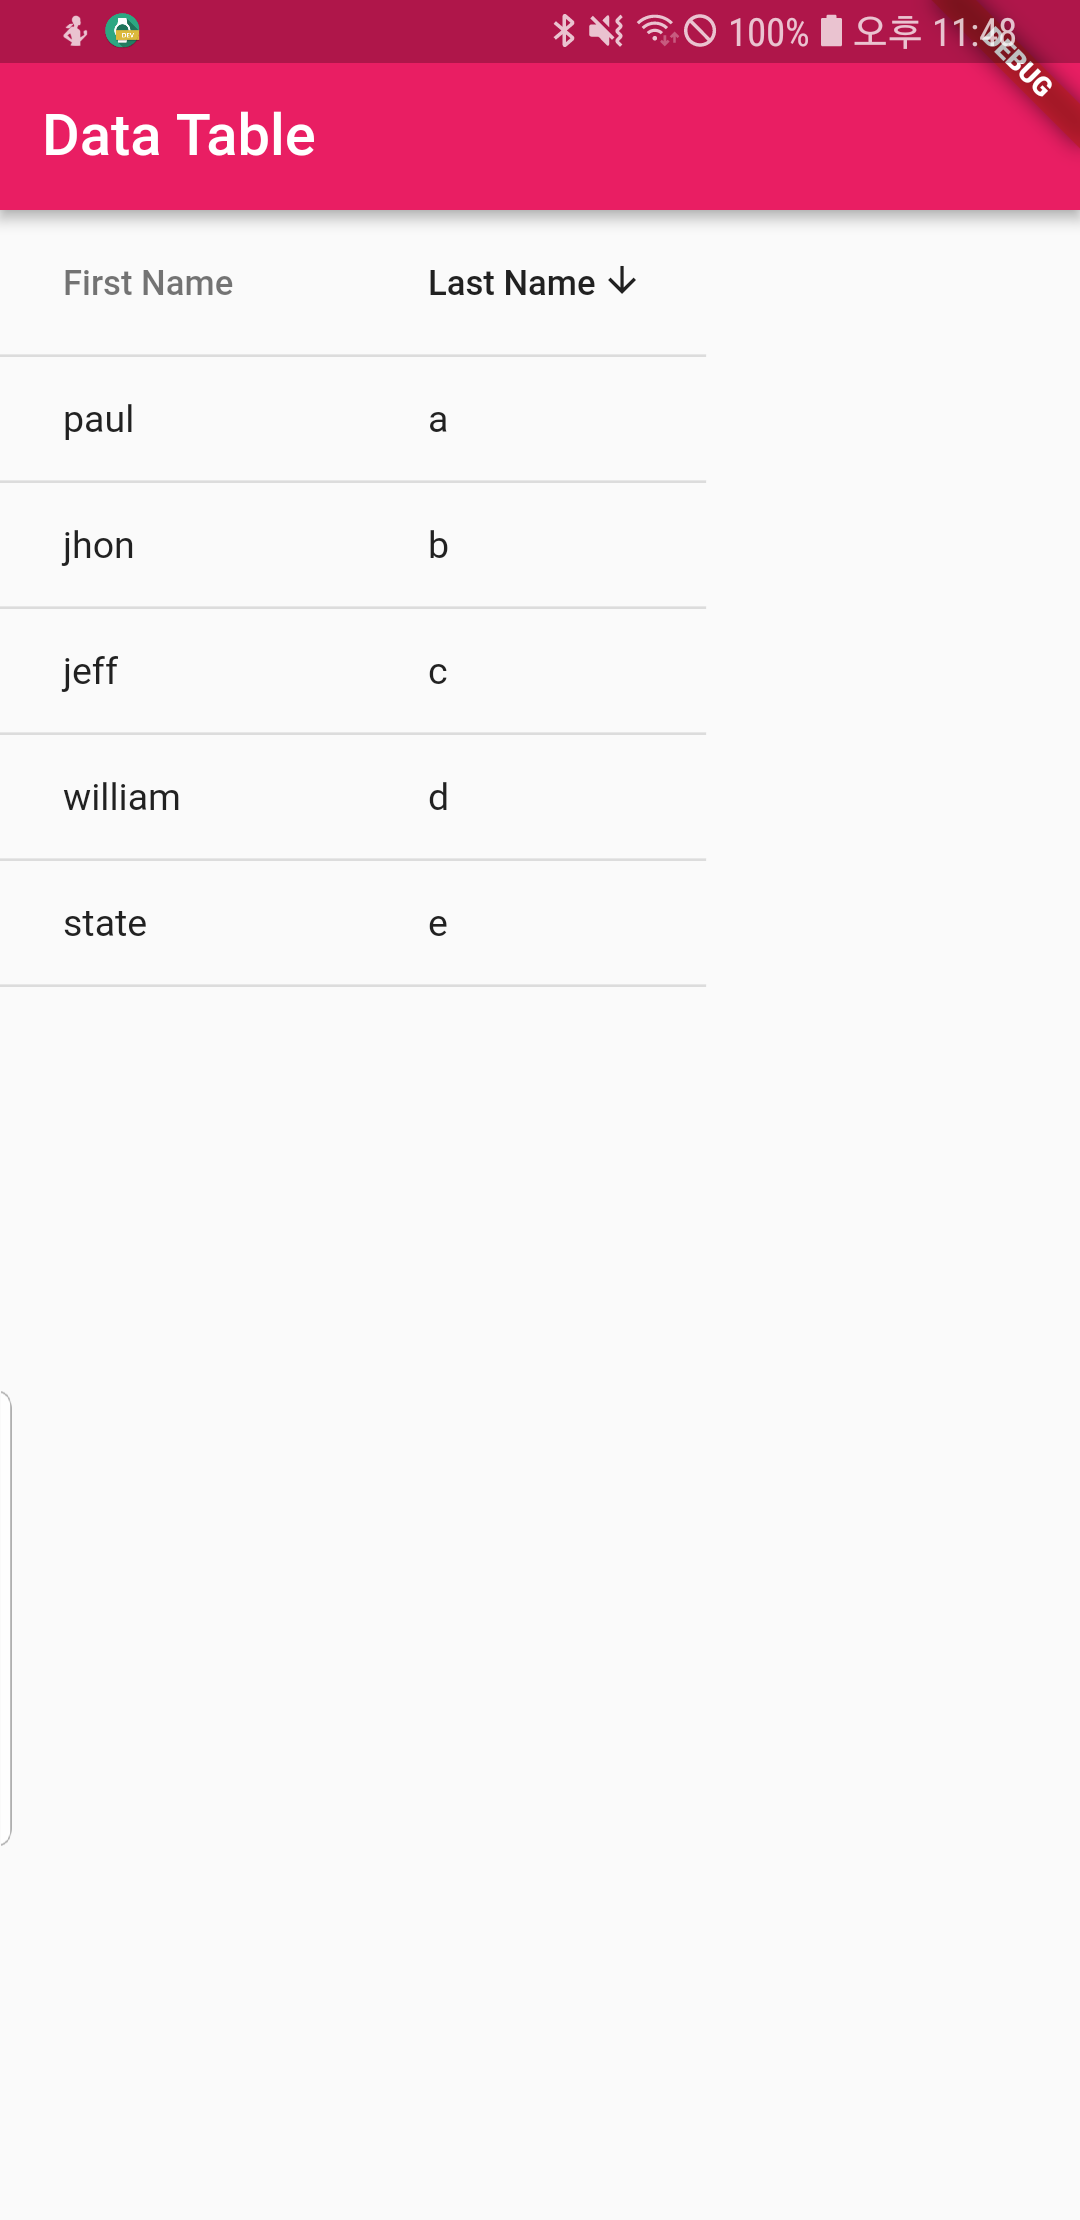 100% 오후 11:48
DEBUG
Data Table
First Name Last Name
paul a
jhon b
jeff c
william d
state e